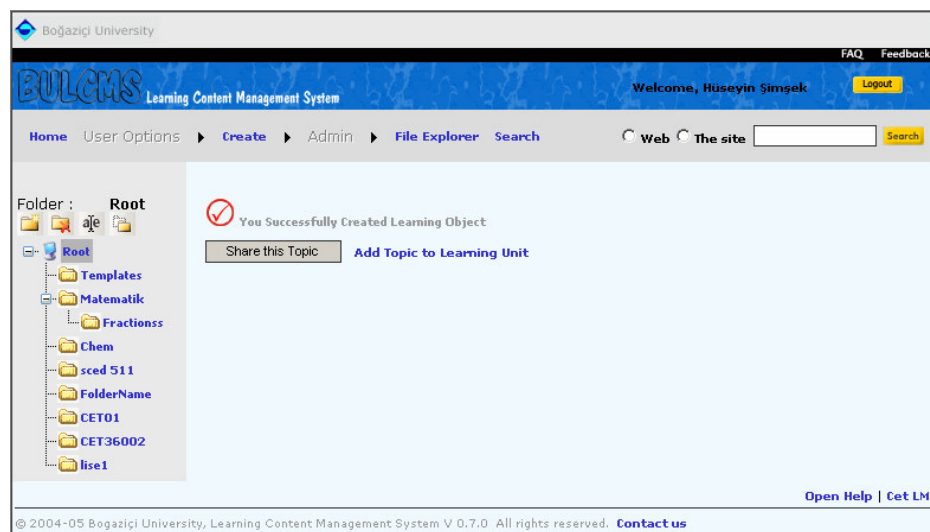 Boğaziçi University
FAQ Feedback
BULCMS Learning Content Management System Welcome, Hüseyin Şimşek Logout
Home User Options Create Admin File Explorer Search Web The site Search
Folder : Root
You Successfully Created Learning Object
Share this Topic Add Topic to Learning Unit
Root
Templates
Matematik
Fractionss
Chem
sced 511
FolderName
CET01
CET36002
lise1
Open Help | Cet LM
© 2004-05 Bogaziçi University, Learning Content Management System V 0.7.0 All rights reserved. Contact us